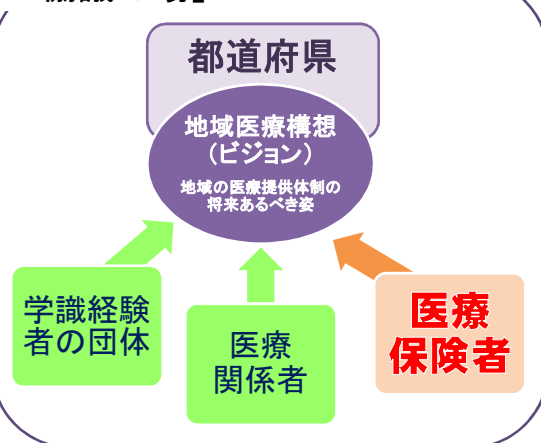 都道府県
地域医療構想
（ビジョン）
地域の医療提供体制の
将来あるべき姿
学識経験
者の団体
医療
関係者
医療
保険者